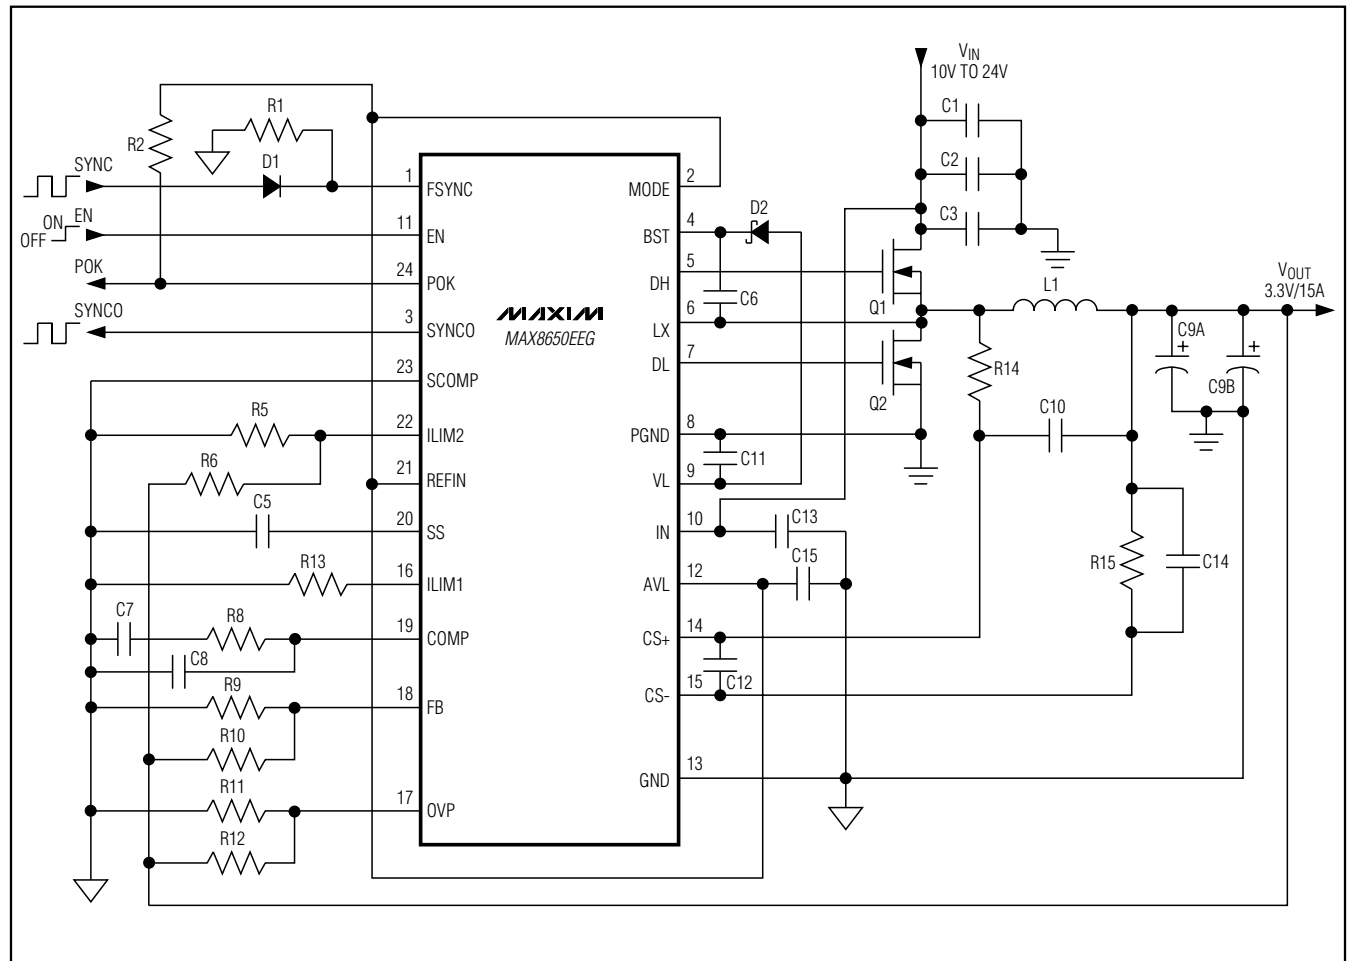 VIN
10V TO 24V
R1
C1
R2
C2
SYNC
D1
1
FSYNC
MODE
2
C3
ON
OFF
EN
11
EN
BST
4
D2
POK
24
POK
DH
5
C6
Q1
L1
VOUT
3.3V/15A
SYNCO
3
SYNCO
MAXIM
MAX8650EEG
LX
6
C9A
+
+
C9B
23
SCOMP
DL
7
Q2
R14
R5
22
ILIM2
PGND
8
C10
R6
21
REFIN
C11
VL
9
C5
20
SS
IN
10
C13
R13
16
ILIM1
AVL
12
C15
R15
C14
C7
R8
19
COMP
CS+
14
C8
C12
R9
18
FB
CS-
15
R10
GND
13
R11
17
OVP
R12